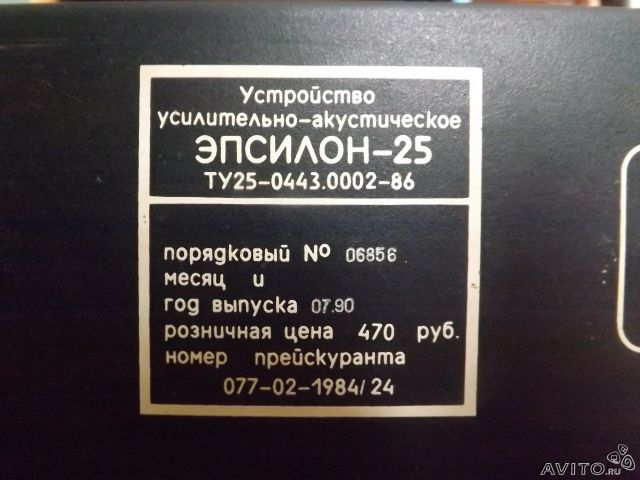 Устройство
усилительно-акустическое
ЭПСИЛОН-25
ТУ25-0443.0002-86
порядковый № 06856
месяц и
год выпуска 07.90
розничная цена 470 руб.
номер прейскуранта
077-02-1984/24
AVITO.ru